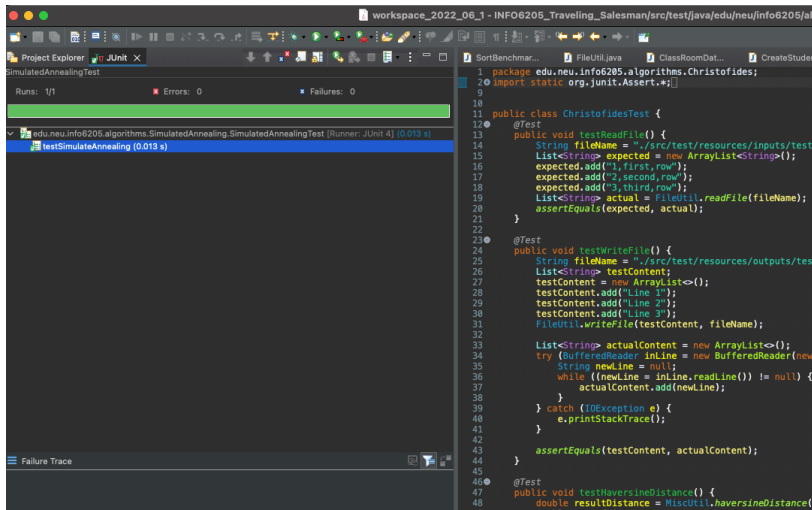 workspace_2022_06_1 - INFO6205_Traveling_Salesman/src/test/java/edu/neu/info6205/al
Project Explorer
JUnit
SimulatedAnnealingTest
Runs: 1/1
Errors: 0
Failures: 0
edu.neu.info6205.algorithms.SimulatedAnnealing.SimulatedAnnealingTest [Runner: JUnit 4] (0.013 s)
testSimulateAnnealing (0.013 s)
Failure Trace
SortBenchmar...
FileUtil.java
ClassRoomDat...
CreateStuden
1 package edu.neu.info6205.algorithms.Christofides;
2 import static org.junit.Assert.*;
9
10
11 public class ChristofidesTest {
12 @Test
13 public void testReadFile() {
14 String fileName = "./src/test/resources/inputs/test
15 List<String> expected = new ArrayList<String>();
16 expected.add("1,first,row");
17 expected.add("2,second,row");
18 expected.add("3,third,row");
19 List<String> actual = FileUtil.readFile(fileName);
20 assertEquals(expected, actual);
21 }
22
23 @Test
24 public void testWriteFile() {
25 String fileName = "./src/test/resources/outputs/tes
26 List<String> testContent;
27 testContent = new ArrayList<>();
28 testContent.add("Line 1");
29 testContent.add("Line 2");
30 testContent.add("Line 3");
31 FileUtil.writeFile(testContent, fileName);
32
33 List<String> actualContent = new ArrayList<>();
34 try (BufferedReader inLine = new BufferedReader(new
35 String newLine = null;
36 while ((newLine = inLine.readLine()) != null) {
37 actualContent.add(newLine);
38 }
39 } catch (IOException e) {
40 e.printStackTrace();
41 }
42
43 assertEquals(testContent, actualContent);
44 }
45
46 @Test
47 public void testHaversineDistance() {
48 double resultDistance = MiscUtil.haversineDistance(